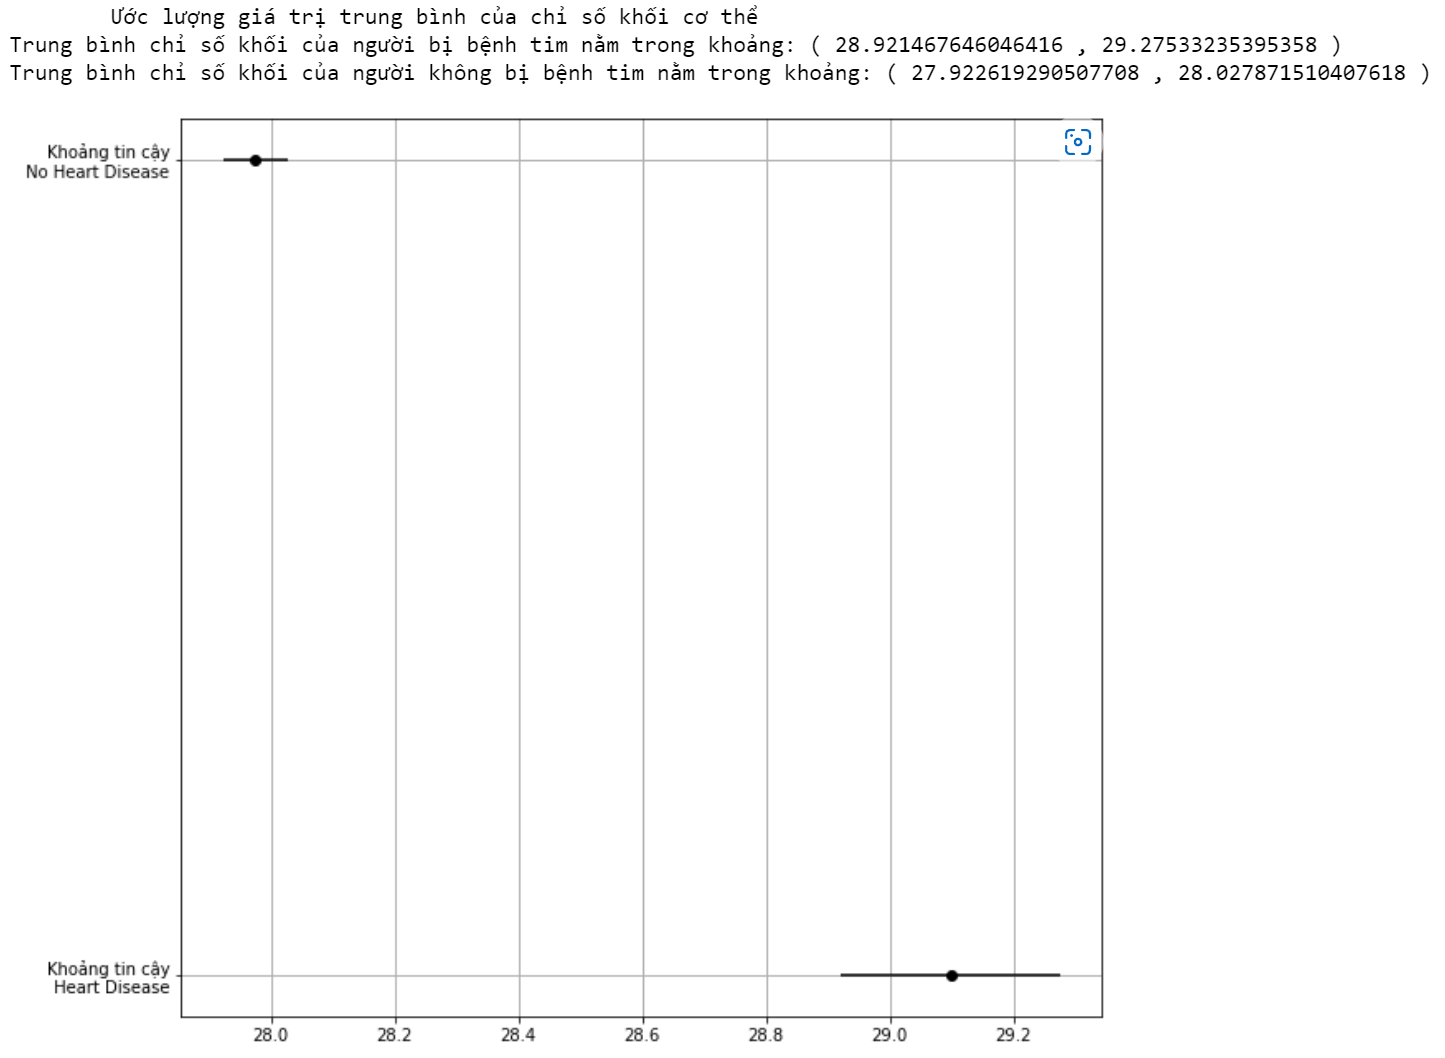 Ước lượng giá trị trung bình của chỉ số khối cơ thể
Trung bình chỉ số khối của người bị bệnh tim nằm trong khoảng: ( 28.921467646046416 , 29.27533235395358 )
Trung bình chỉ số khối của người không bị bệnh tim nằm trong khoảng: ( 27.922619290507708 , 28.027871510407618 )
Khoảng tin cậy
No Heart Disease
Khoảng tin cậy
Heart Disease
28.0 28.2 28.4 28.6 28.8 29.0 29.2